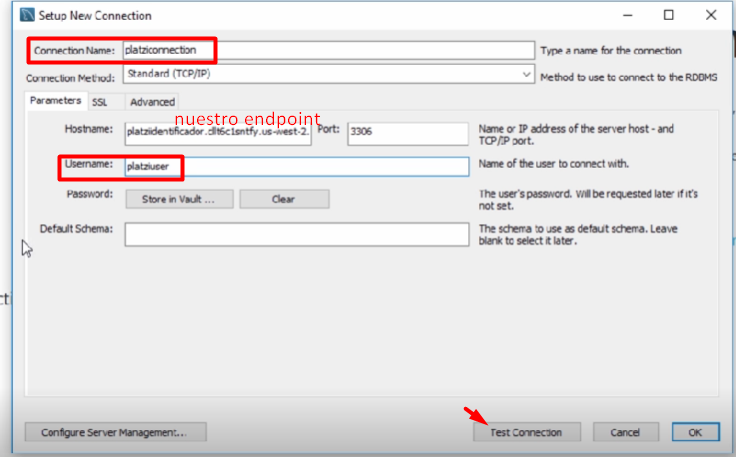 Setup New Connection
Connection Name: platziconnection Type a name for the connection
Connection Method: Standard (TCP/IP) Method to use to connect to the RDBMS
Parameters SSL Advanced
nuestro endpoint
Hostname: platziidentificador.cllt6c1sntfy.us-west-2. Port: 3306 Name or IP address of the server host - and
TCP/IP port.
Username: platziuser Name of the user to connect with.
Password: Store in Vault ... Clear The user's password. Will be requested later if it's
not set.
Default Schema: The schema to use as default schema. Leave
blank to select it later.
cti
Configure Server Management... Test Connection Cancel OK